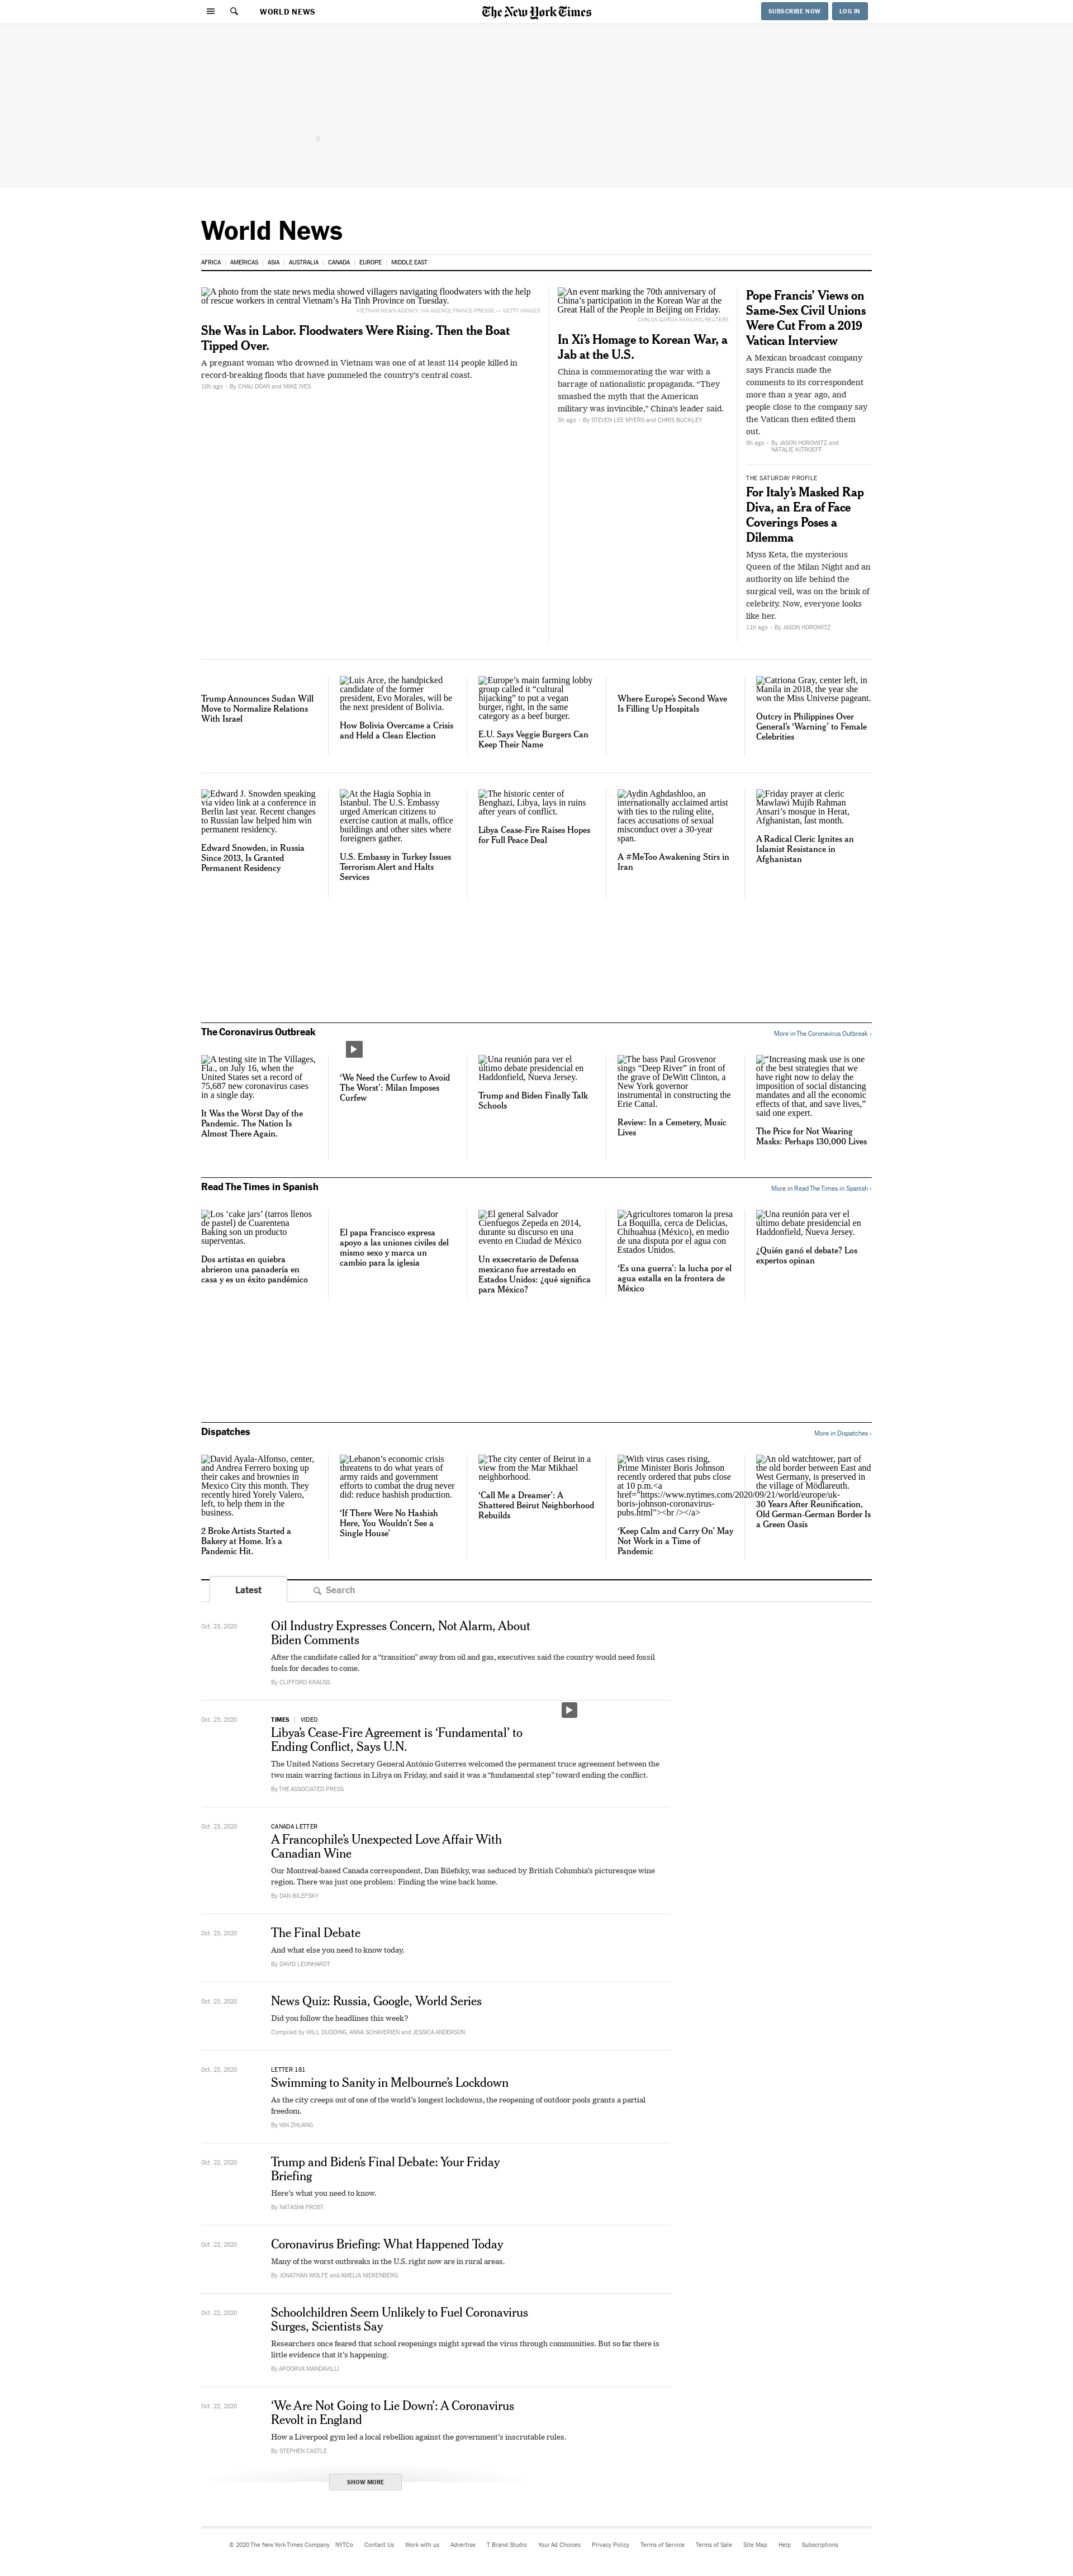 WORLD NEWS
The New York Times
SUBSCRIBE NOW
LOG IN
World News
AFRICA
AMERICAS
ASIA
AUSTRALIA
CANADA
EUROPE
MIDDLE EAST
A photo from the state news media showed villagers navigating floodwaters with the help
of rescue workers in central Vietnam's Ha Tinh Province on Tuesday.
VIETNAM NEWS AGENCY, VIA AGENCE FRANCE-PRESSE — GETTY IMAGES
She Was in Labor. Floodwaters Were Rising. Then the Boat
Tipped Over.
A pregnant woman who drowned in Vietnam was one of at least 114 people killed in
record-breaking floods that have pummeled the country's central coast.
10h ago
By CHAU DOAN and MIKE IVES
An event marking the 70th anniversary of
China's participation in the Korean War at the
Great Hall of the People in Beijing on Friday.
CARLOS GARCIA RAWLINS/REUTERS
In Xi's Homage to Korean War, a
Jab at the U.S.
China is commemorating the war with a
barrage of nationalistic propaganda. “They
smashed the myth that the American
military was invincible,” China's leader said.
5h ago
By STEVEN LEE MYERS and CHRIS BUCKLEY
Pope Francis' Views on
Same-Sex Civil Unions
Were Cut From a 2019
Vatican Interview
A Mexican broadcast company
says Francis made the
comments to its correspondent
more than a year ago, and
people close to the company say
the Vatican then edited them
out.
6h ago
By JASON HOROWITZ and
NATALIE KITROEFF
THE SATURDAY PROFILE
For Italy's Masked Rap
Diva, an Era of Face
Coverings Poses a
Dilemma
Myss Keta, the mysterious
Queen of the Milan Night and an
authority on life behind the
surgical veil, was on the brink of
celebrity. Now, everyone looks
like her.
11h ago
By JASON HOROWITZ
Trump Announces Sudan Will
Move to Normalize Relations
With Israel
Luis Arce, the handpicked
candidate of the former
president, Evo Morales, will be
the next president of Bolivia.
How Bolivia Overcame a Crisis
and Held a Clean Election
Europe's main farming lobby
group called it “cultural
hijacking” to put a vegan
burger, right, in the same
category as a beef burger.
E.U. Says Veggie Burgers Can
Keep Their Name
Where Europe's Second Wave
Is Filling Up Hospitals
Catriona Gray, center left, in
Manila in 2018, the year she
won the Miss Universe pageant.
Outcry in Philippines Over
General's ‘Warning’ to Female
Celebrities
Edward J. Snowden speaking
via video link at a conference in
Berlin last year. Recent changes
to Russian law helped him win
permanent residency.
Edward Snowden, in Russia
Since 2013, Is Granted
Permanent Residency
At the Hagia Sophia in
Istanbul. The U.S. Embassy
urged American citizens to
exercise caution at malls, office
buildings and other sites where
foreigners gather.
U.S. Embassy in Turkey Issues
Terrorism Alert and Halts
Services
The historic center of
Benghazi, Libya, lays in ruins
after years of conflict.
Libya Cease-Fire Raises Hopes
for Full Peace Deal
Aydin Aghdashloo, an
internationally acclaimed artist
with ties to the ruling elite,
faces accusations of sexual
misconduct over a 30-year
span.
A #MeToo Awakening Stirs in
Iran
Friday prayer at cleric
Mawlawi Mujib Rahman
Ansari's mosque in Herat,
Afghanistan, last month.
A Radical Cleric Ignites an
Islamist Resistance in
Afghanistan
The Coronavirus Outbreak
More in The Coronavirus Outbreak ›
A testing site in The Villages,
Fla., on July 16, when the
United States set a record of
75,687 new coronavirus cases
in a single day.
It Was the Worst Day of the
Pandemic. The Nation Is
Almost There Again.
‘We Need the Curfew to Avoid
The Worst’: Milan Imposes
Curfew
Una reunión para ver el
último debate presidencial en
Haddonfield, Nueva Jersey.
Trump and Biden Finally Talk
Schools
The bass Paul Grosvenor
sings “Deep River” in front of
the grave of DeWitt Clinton, a
New York governor
instrumental in constructing the
Erie Canal.
Review: In a Cemetery, Music
Lives
“Increasing mask use is one
of the best strategies that we
have right now to delay the
imposition of social distancing
mandates and all the economic
effects of that, and save lives,”
said one expert.
The Price for Not Wearing
Masks: Perhaps 130,000 Lives
Read The Times in Spanish
More in Read The Times in Spanish ›
Los ‘cake jars’ (tarros llenos
de pastel) de Cuarentena
Baking son un producto
superventas.
Dos artistas en quiebra
abrieron una panadería en
casa y es un éxito pandémico
El papa Francisco expresa
apoyo a las uniones civiles del
mismo sexo y marca un
cambio para la iglesia
El general Salvador
Cienfuegos Zepeda en 2014,
durante su discurso en una
evento en Ciudad de México
Un exsecretario de Defensa
mexicano fue arrestado en
Estados Unidos: ¿qué significa
para México?
Agricultores tomaron la presa
La Boquilla, cerca de Delicias,
Chihuahua (México), en medio
de una disputa por el agua con
Estados Unidos.
‘Es una guerra’: la lucha por el
agua estalla en la frontera de
México
Una reunión para ver el
último debate presidencial en
Haddonfield, Nueva Jersey.
¿Quién ganó el debate? Los
expertos opinan
Dispatches
More in Dispatches ›
David Ayala-Alfonso, center,
and Andrea Ferrero boxing up
their cakes and brownies in
Mexico City this month. They
recently hired Yorely Valero,
left, to help them in the
business.
2 Broke Artists Started a
Bakery at Home. It's a
Pandemic Hit.
Lebanon's economic crisis
threatens to do what years of
army raids and government
efforts to combat the drug never
did: reduce hashish production.
‘If There Were No Hashish
Here, You Wouldn't See a
Single House’
The city center of Beirut in a
view from the Mar Mikhael
neighborhood.
‘Call Me a Dreamer’: A
Shattered Beirut Neighborhood
Rebuilds
With virus cases rising,
Prime Minister Boris Johnson
recently ordered that pubs close
at 10 p.m.<a
href="https://www.nytimes.com/2020/09/21/world/europe/uk-
boris-johnson-coronavirus-
pubs.html"><br /></a>
‘Keep Calm and Carry On’ May
Not Work in a Time of
Pandemic
An old watchtower, part of
the old border between East and
West Germany, is preserved in
the village of Mödlareuth.
30 Years After Reunification,
Old German-German Border Is
a Green Oasis
Latest
Search
Oct. 23, 2020
Oil Industry Expresses Concern, Not Alarm, About
Biden Comments
After the candidate called for a “transition” away from oil and gas, executives said the country would need fossil
fuels for decades to come.
By CLIFFORD KRAUSS
Oct. 23, 2020
TIMES | VIDEO
Libya's Cease-Fire Agreement is ‘Fundamental’ to
Ending Conflict, Says U.N.
The United Nations Secretary General António Guterres welcomed the permanent truce agreement between the
two main warring factions in Libya on Friday, and said it was a “fundamental step” toward ending the conflict.
By THE ASSOCIATED PRESS
Oct. 23, 2020
CANADA LETTER
A Francophile's Unexpected Love Affair With
Canadian Wine
Our Montreal-based Canada correspondent, Dan Bilefsky, was seduced by British Columbia's picturesque wine
region. There was just one problem: Finding the wine back home.
By DAN BILEFSKY
Oct. 23, 2020
The Final Debate
And what else you need to know today.
By DAVID LEONHARDT
Oct. 23, 2020
News Quiz: Russia, Google, World Series
Did you follow the headlines this week?
Compiled by WILL DUDDING, ANNA SCHAVERIEN and JESSICA ANDERSON
Oct. 23, 2020
LETTER 181
Swimming to Sanity in Melbourne's Lockdown
As the city creeps out of one of the world's longest lockdowns, the reopening of outdoor pools grants a partial
freedom.
By YAN ZHUANG
Oct. 22, 2020
Trump and Biden's Final Debate: Your Friday
Briefing
Here's what you need to know.
By NATASHA FROST
Oct. 22, 2020
Coronavirus Briefing: What Happened Today
Many of the worst outbreaks in the U.S. right now are in rural areas.
By JONATHAN WOLFE and AMELIA NIERENBERG
Oct. 22, 2020
Schoolchildren Seem Unlikely to Fuel Coronavirus
Surges, Scientists Say
Researchers once feared that school reopenings might spread the virus through communities. But so far there is
little evidence that it's happening.
By APOORVA MANDAVILLI
Oct. 22, 2020
‘We Are Not Going to Lie Down’: A Coronavirus
Revolt in England
How a Liverpool gym led a local rebellion against the government's inscrutable rules.
By STEPHEN CASTLE
SHOW MORE
© 2020 The New York Times Company
NYTCo
Contact Us
Work with us
Advertise
T Brand Studio
Your Ad Choices
Privacy Policy
Terms of Service
Terms of Sale
Site Map
Help
Subscriptions